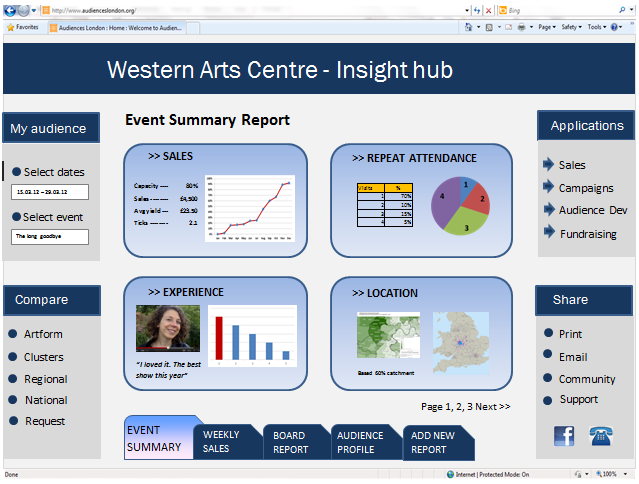 http://www.audienceslondon.org/
Bing
Favorites
Audiences London : Home : Welcome to Audien...
Page
Safety
Tools
Western Arts Centre - Insight hub
My audience
Select dates
15.03.12 – 29.03.12
Select event
The long goodbye
Compare
Artform
Clusters
Regional
National
Request
Event Summary Report
>> SALES
Capacity ---- 80%
Sales --------- £4,500
Avg yield --- £23.50
Ticks --------- 2.1
>> REPEAT ATTENDANCE
Visits %
1 70%
2 10%
3 15%
4 5%
1
2
3
4
>> EXPERIENCE
"I loved it. The best
show this year"
1 2 3 4 5
>> LOCATION
Based 60% catchment
Page 1, 2, 3 Next >>
EVENT
SUMMARY
WEEKLY
SALES
BOARD
REPORT
AUDIENCE
PROFILE
ADD NEW
REPORT
Applications
Sales
Campaigns
Audience Dev
Fundraising
Share
Print
Email
Community
Support
f
Done
Internet | Protected Mode: On
100%